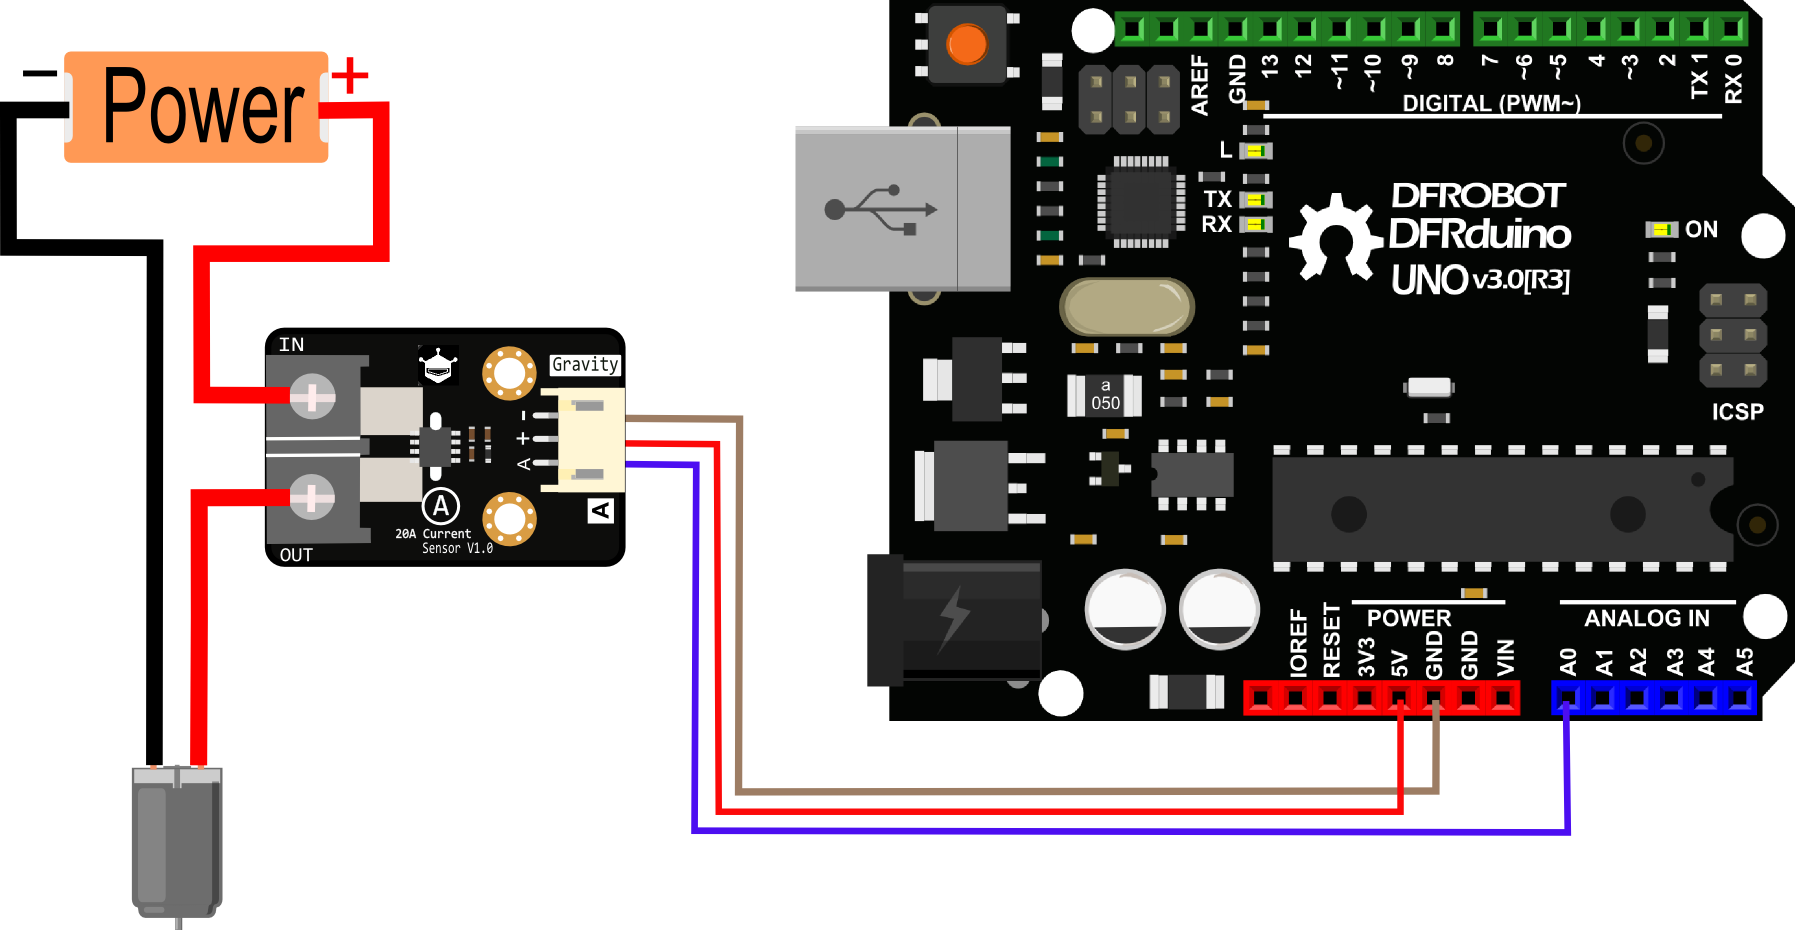 −
Power
+
IN
Gravity
-
+
A
A
A
20A Current
Sensor V1.0
OUT
AREF
GND
13
12
~11
~10
~9
8
7
~6
~5
4
~3
2
TX 1
RX 0
DIGITAL (PWM~)
L
TX
RX
DFROBOT
DFRduino
UNO v3.0[R3]
ON
ICSP
a
050
POWER
ANALOG IN
IOREF
RESET
3V3
5V
GND
GND
VIN
A0
A1
A2
A3
A4
A5